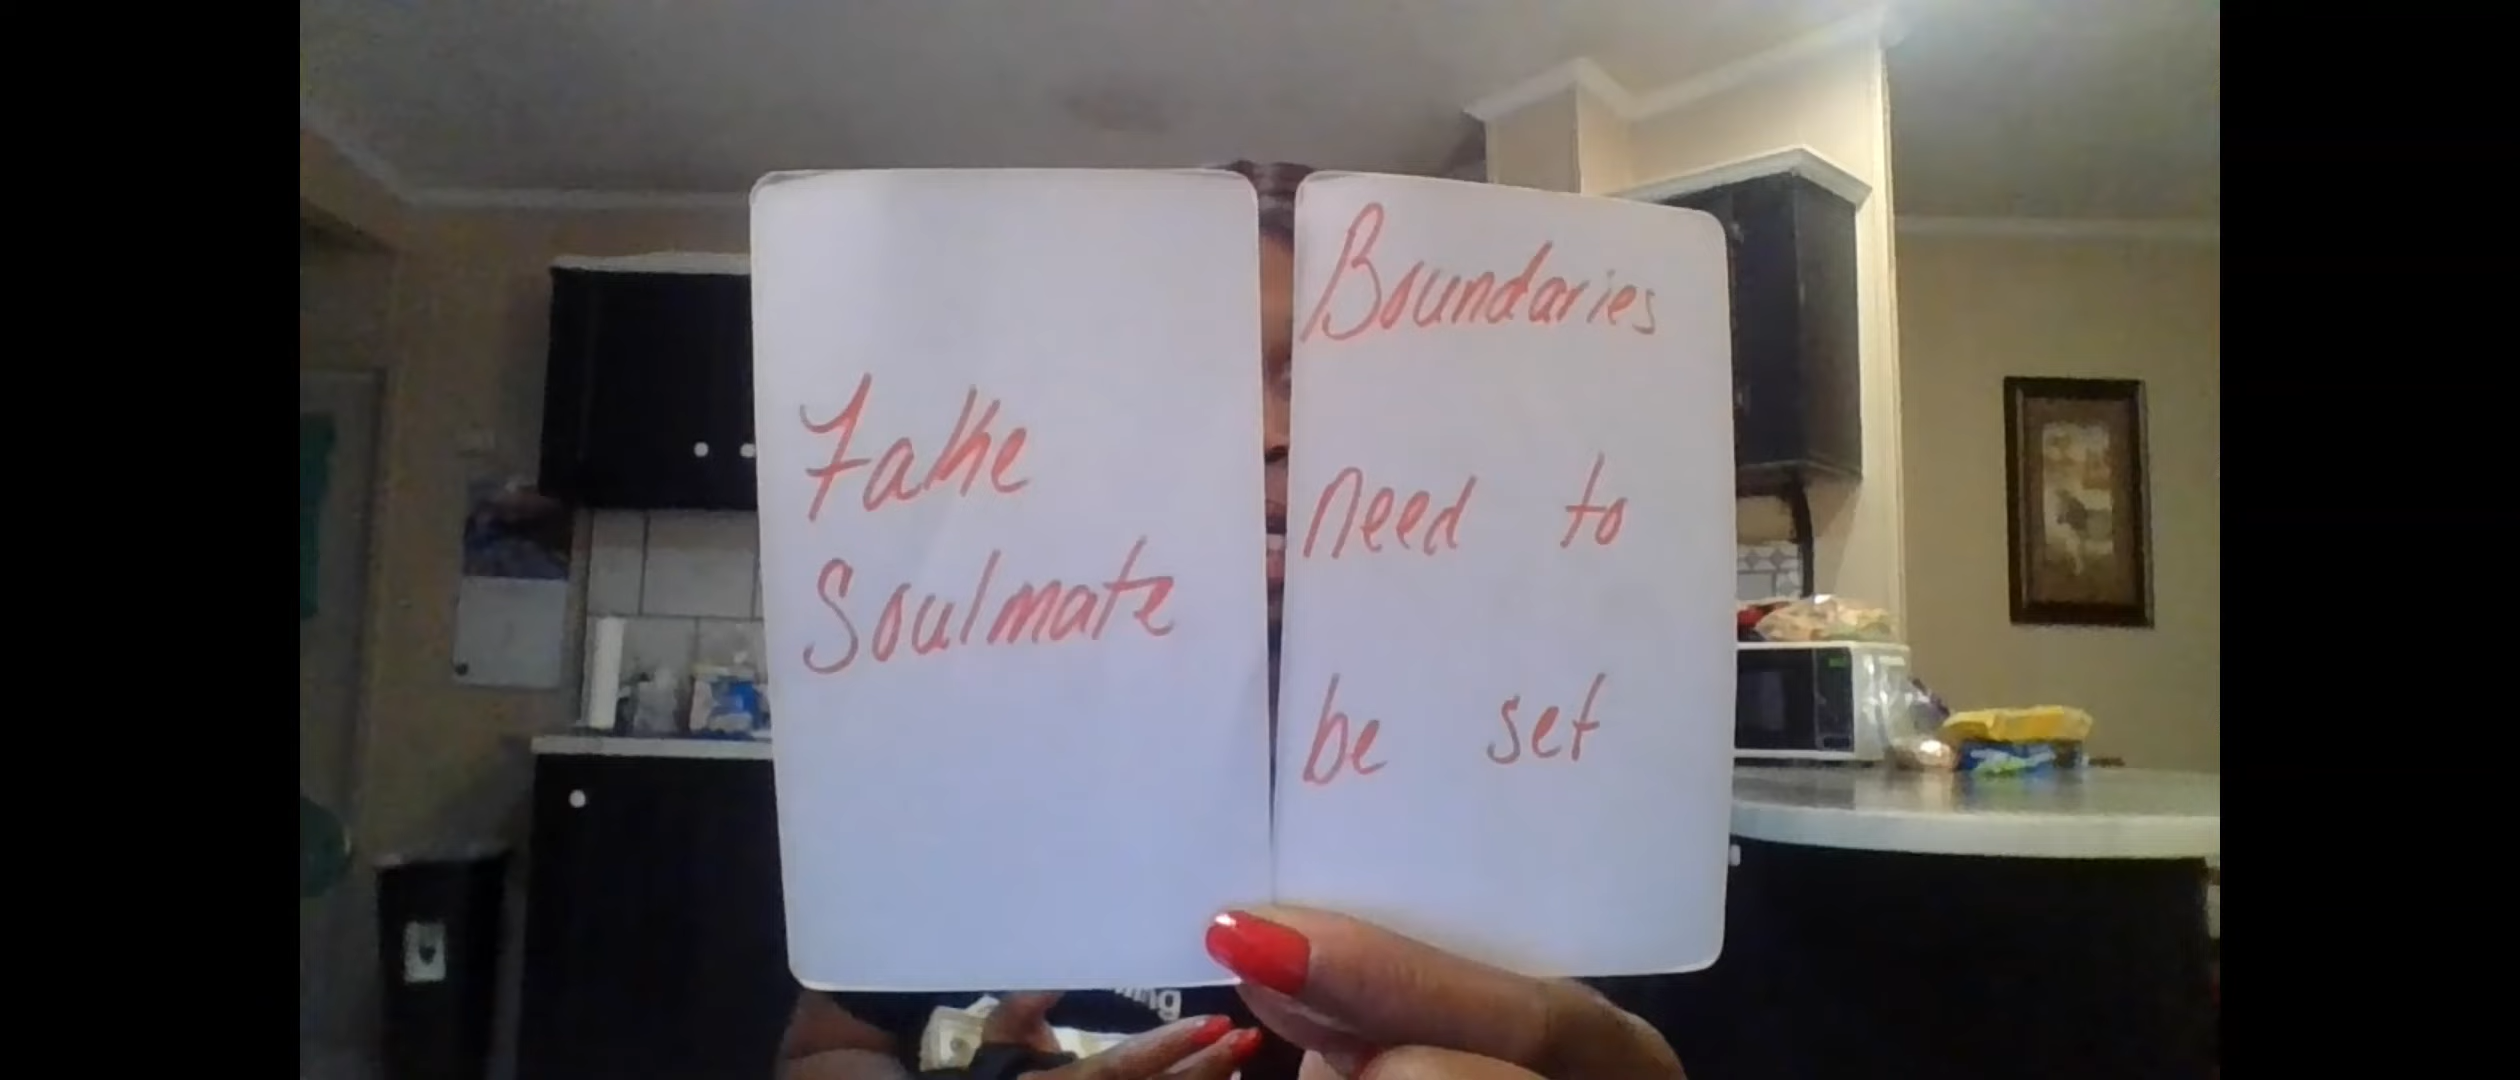 Fake
Soulmate
Boundaries
need to
be set